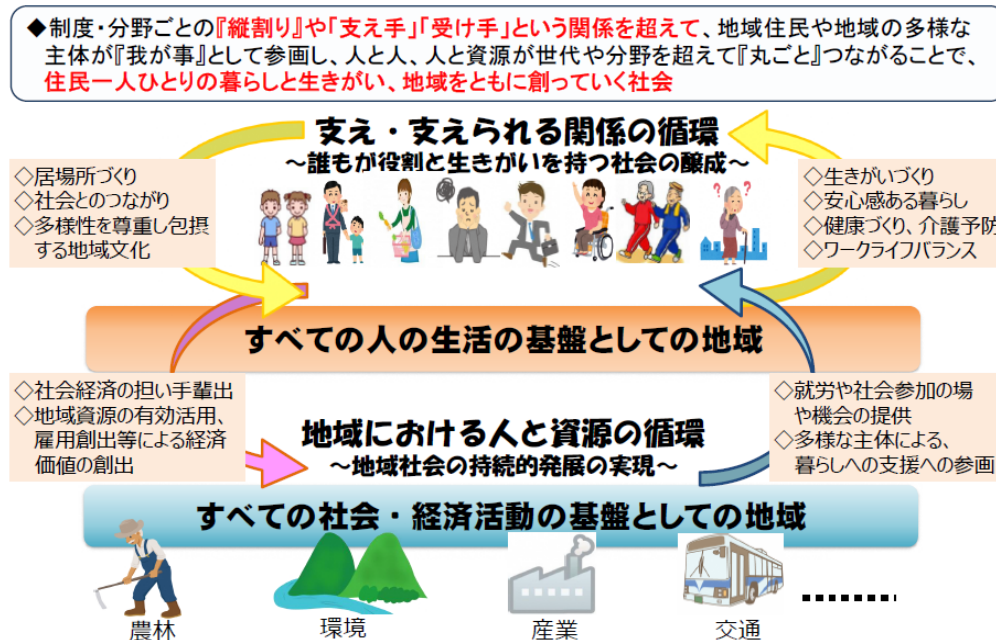 ◆制度・分野ごとの『縦割り』や「支え手」「受け手」という関係を超えて、地域住民や地域の多様な
主体が『我が事』として参画し、人と人、人と資源が世代や分野を超えて『丸ごと』つながることで、
住民一人ひとりの暮らしと生きがい、地域をともに創っていく社会
支え・支えられる関係の循環
～誰もが役割と生きがいを持つ社会の醸成～
◇居場所づくり
◇社会とのつながり
◇多様性を尊重し包摂
する地域文化
◇生きがいづくり
◇安心感ある暮らし
◇健康づくり、介護予防
◇ワークライフバランス
? ?
すべての人の生活の基盤としての地域
◇社会経済の担い手輩出
◇地域資源の有効活用、
雇用創出等による経済
価値の創出
地域における人と資源の循環
～地域社会の持続的発展の実現～
◇就労や社会参加の場
や機会の提供
◇多様な主体による、
暮らしへの支援への参画
すべての社会・経済活動の基盤としての地域
農林
環境
産業
交通